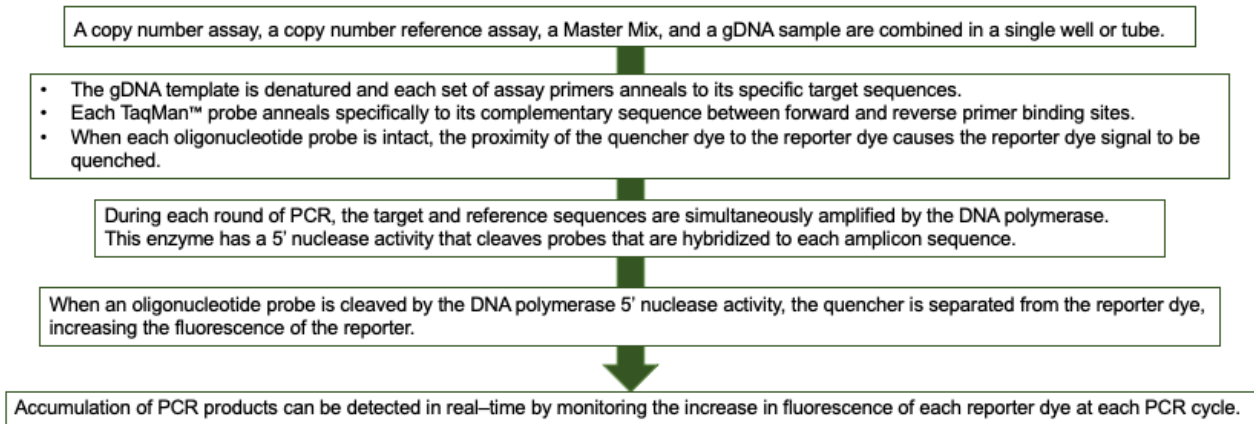 A copy number assay, a copy number reference assay, a Master Mix, and a gDNA sample are combined in a single well or tube.
• The gDNA template is denatured and each set of assay primers anneals to its specific target sequences.
• Each TaqMan™ probe anneals specifically to its complementary sequence between forward and reverse primer binding sites.
• When each oligonucleotide probe is intact, the proximity of the quencher dye to the reporter dye causes the reporter dye signal to be
quenched.
During each round of PCR, the target and reference sequences are simultaneously amplified by the DNA polymerase.
This enzyme has a 5’ nuclease activity that cleaves probes that are hybridized to each amplicon sequence.
When an oligonucleotide probe is cleaved by the DNA polymerase 5’ nuclease activity, the quencher is separated from the reporter dye,
increasing the fluorescence of the reporter.
Accumulation of PCR products can be detected in real–time by monitoring the increase in fluorescence of each reporter dye at each PCR cycle.